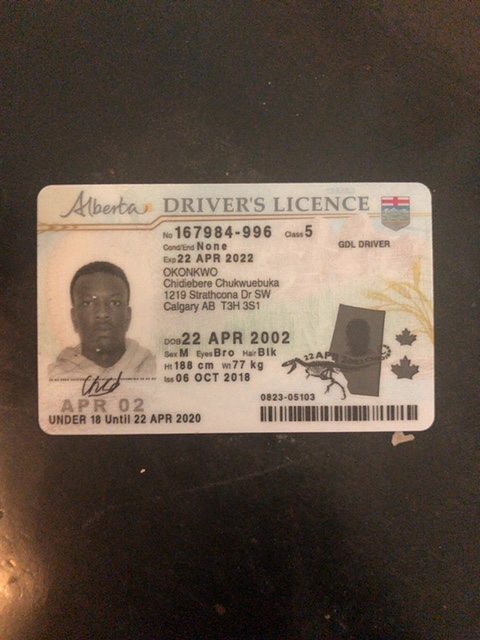 Alberta DRIVER'S LICENCE
No 167984-996 Class 5
Cond/End None GDL DRIVER
Exp 22 APR 2022
OKONKWO
Chidiebere Chukwuebuka
1219 Strathcona Dr SW
Calgary AB T3H 3S1
DOB 22 APR 2002
Sex M Eyes Bro Hair Blk
Ht 188 cm Wt 77 kg
Iss 06 OCT 2018
22 APR
APR 02
UNDER 18 Until 22 APR 2020
0823-05103